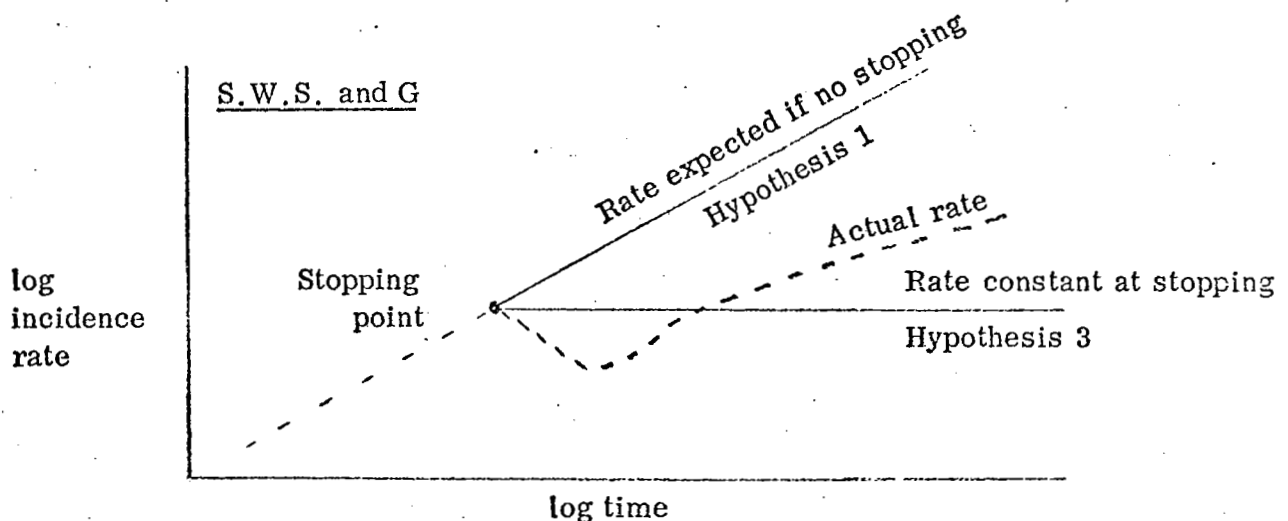 S.W.S. and G
Rate expected if no stopping
Hypothesis 1
Actual rate
log
incidence
rate
Stopping
point
Rate constant at stopping
Hypothesis 3
log time